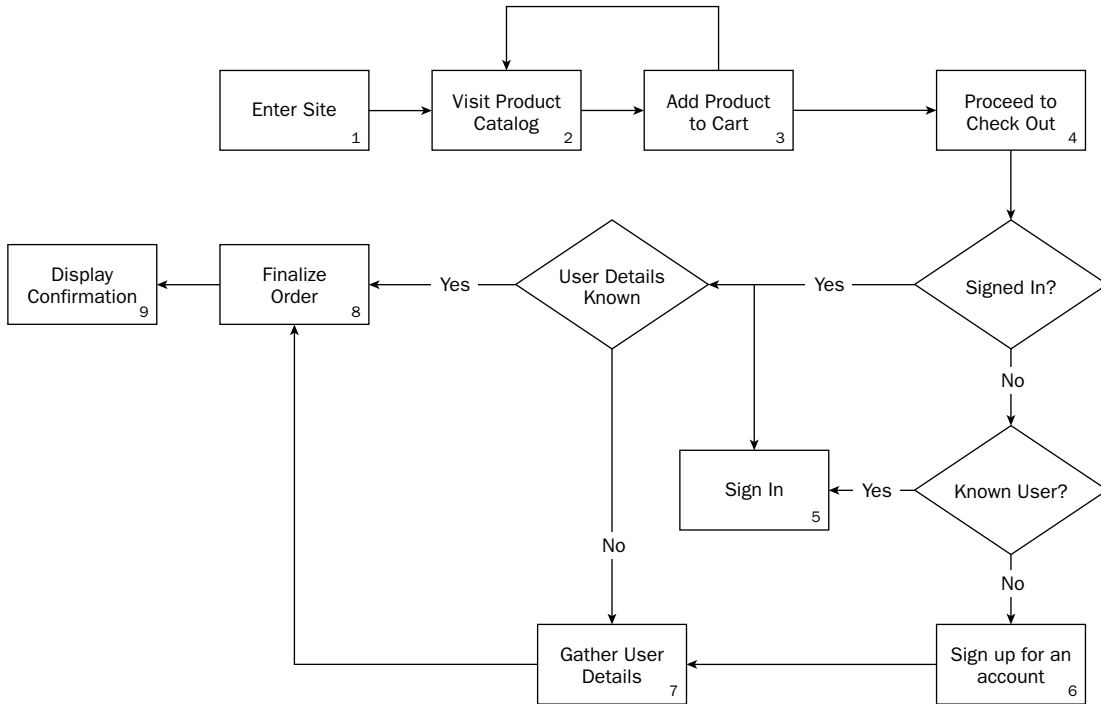 Enter Site
1
Visit Product
Catalog
2
Add Product
to Cart
3
Proceed to
Check Out
4
Display
Confirmation
9
Finalize
Order
8
Yes
User Details
Known
Yes
Signed In?
No
Sign In
5
Yes
Known User?
No
No
Gather User
Details
7
Sign up for an
account
6